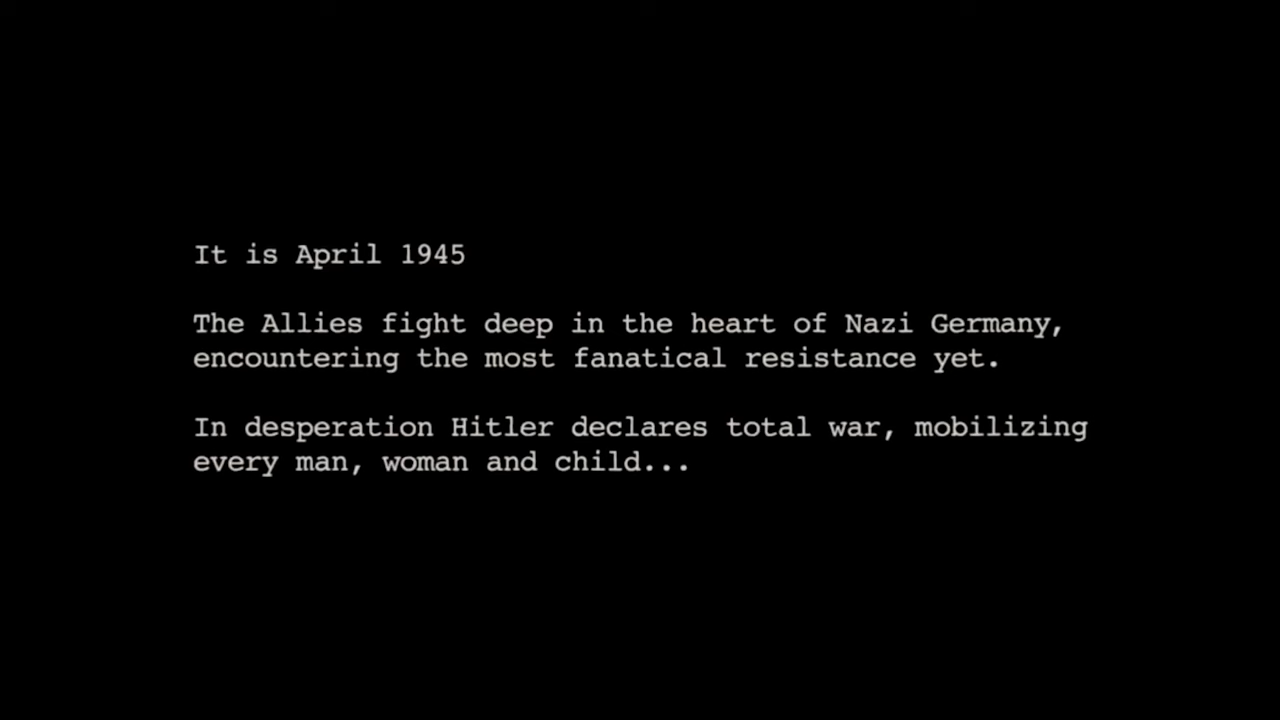 It is April 1945
The Allies fight deep in the heart of Nazi Germany,
encountering the most fanatical resistance yet.
In desperation Hitler declares total war, mobilizing
every man, woman and child...